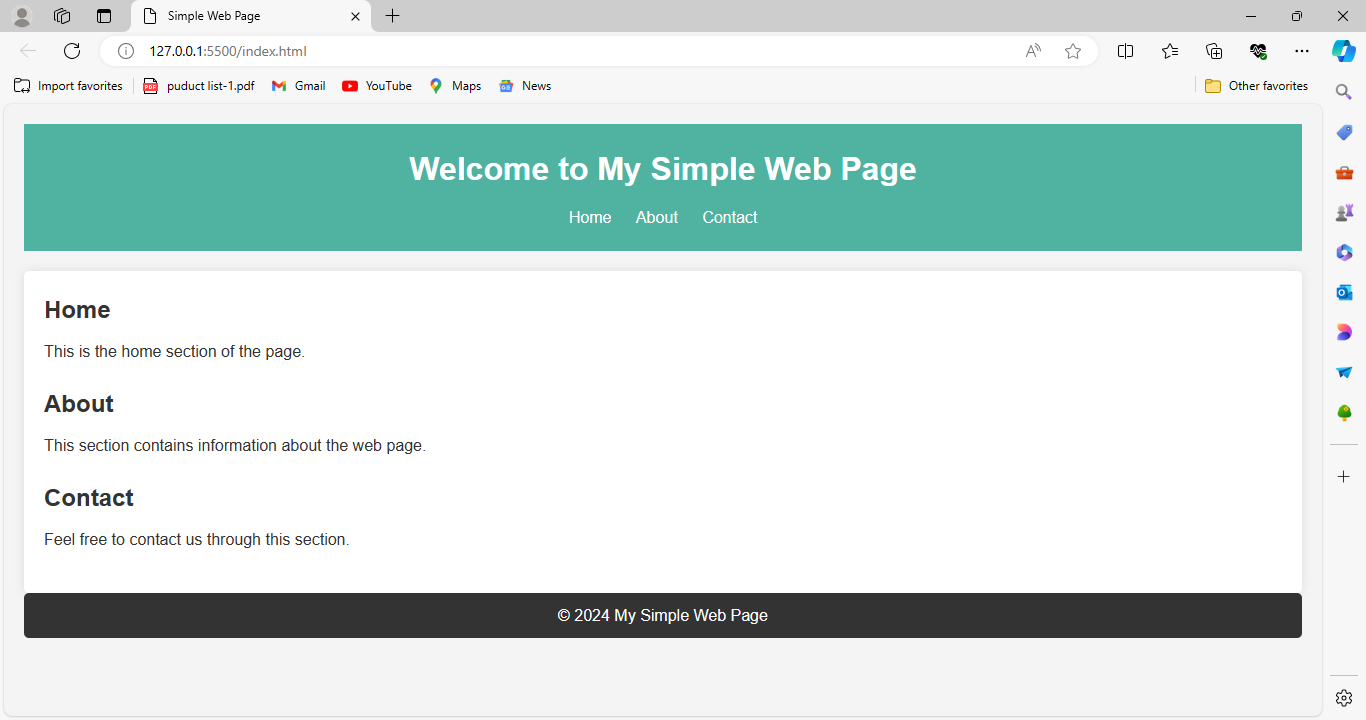 Simple Web Page
127.0.0.1:5500/index.html
Import favorites puduct list-1.pdf Gmail YouTube Maps News Other favorites
Welcome to My Simple Web Page
Home About Contact
Home
This is the home section of the page.
About
This section contains information about the web page.
Contact
Feel free to contact us through this section.
© 2024 My Simple Web Page